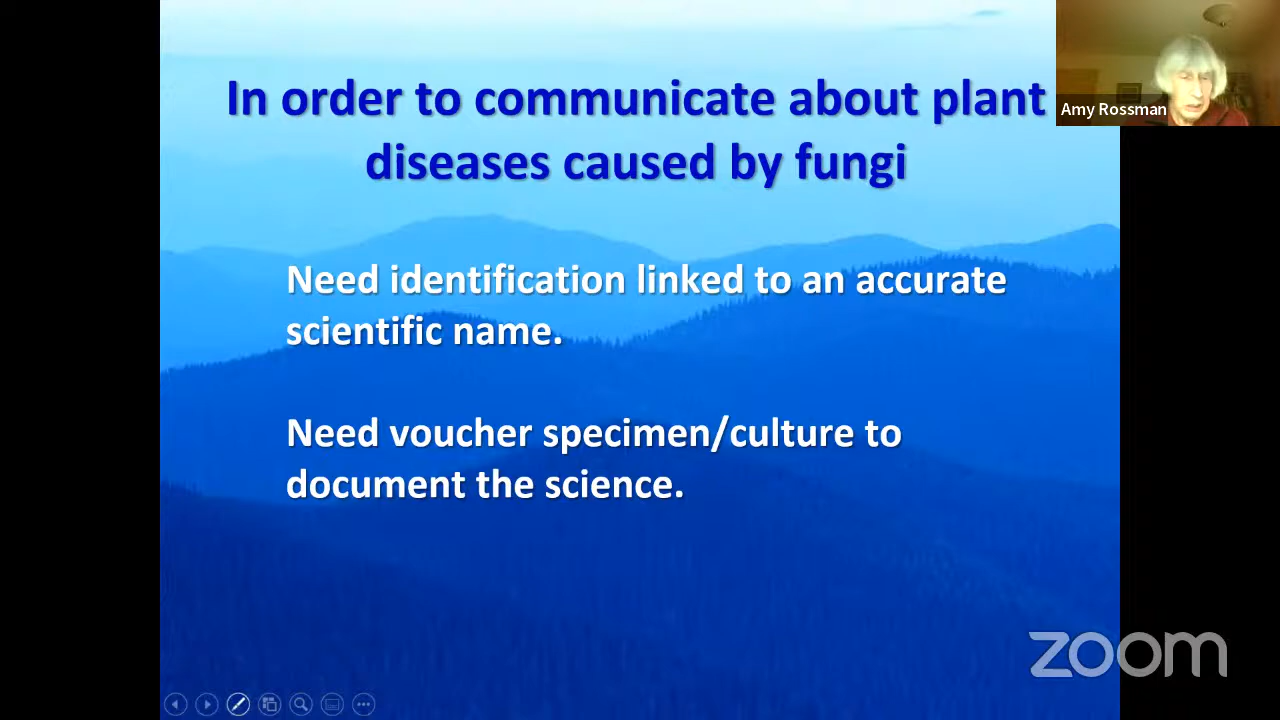 In order to communicate about plant
diseases caused by fungi
Amy Rossman
Need identification linked to an accurate
scientific name.
Need voucher specimen/culture to
document the science.
zoom